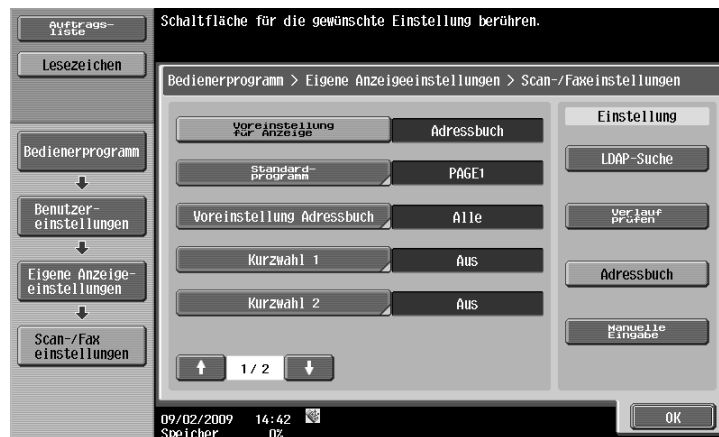 Auftrags-
liste
Lesezeichen
Bedienerprogramm
Benutzer-
einstellungen
Eigene Anzeige-
einstellungen
Scan-/Fax
einstellungen
Schaltfläche für die gewünschte Einstellung berühren.
Bedienerprogramm > Eigene Anzeigeeinstellungen > Scan-/Faxeinstellungen
Voreinstellung
für Anzeige
Adressbuch
Standard-
programm
PAGE1
Voreinstellung Adressbuch
Alle
Kurzwahl 1
Aus
Kurzwahl 2
Aus
1/ 2
Einstellung
LDAP-Suche
Verlauf
prüfen
Adressbuch
Manuelle
Eingabe
09/02/2009 14:42
Speicher 0%
OK